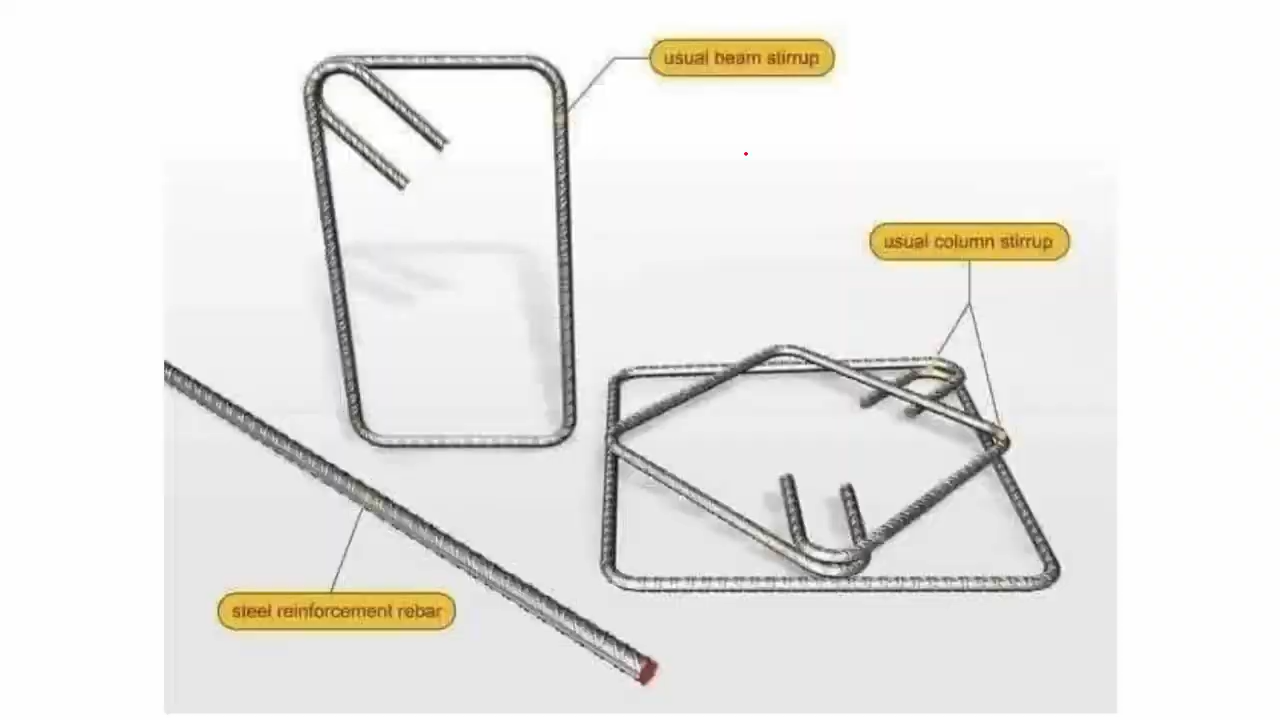 usual beam stirrup
usual column stirrup
steel reinforcement rebar